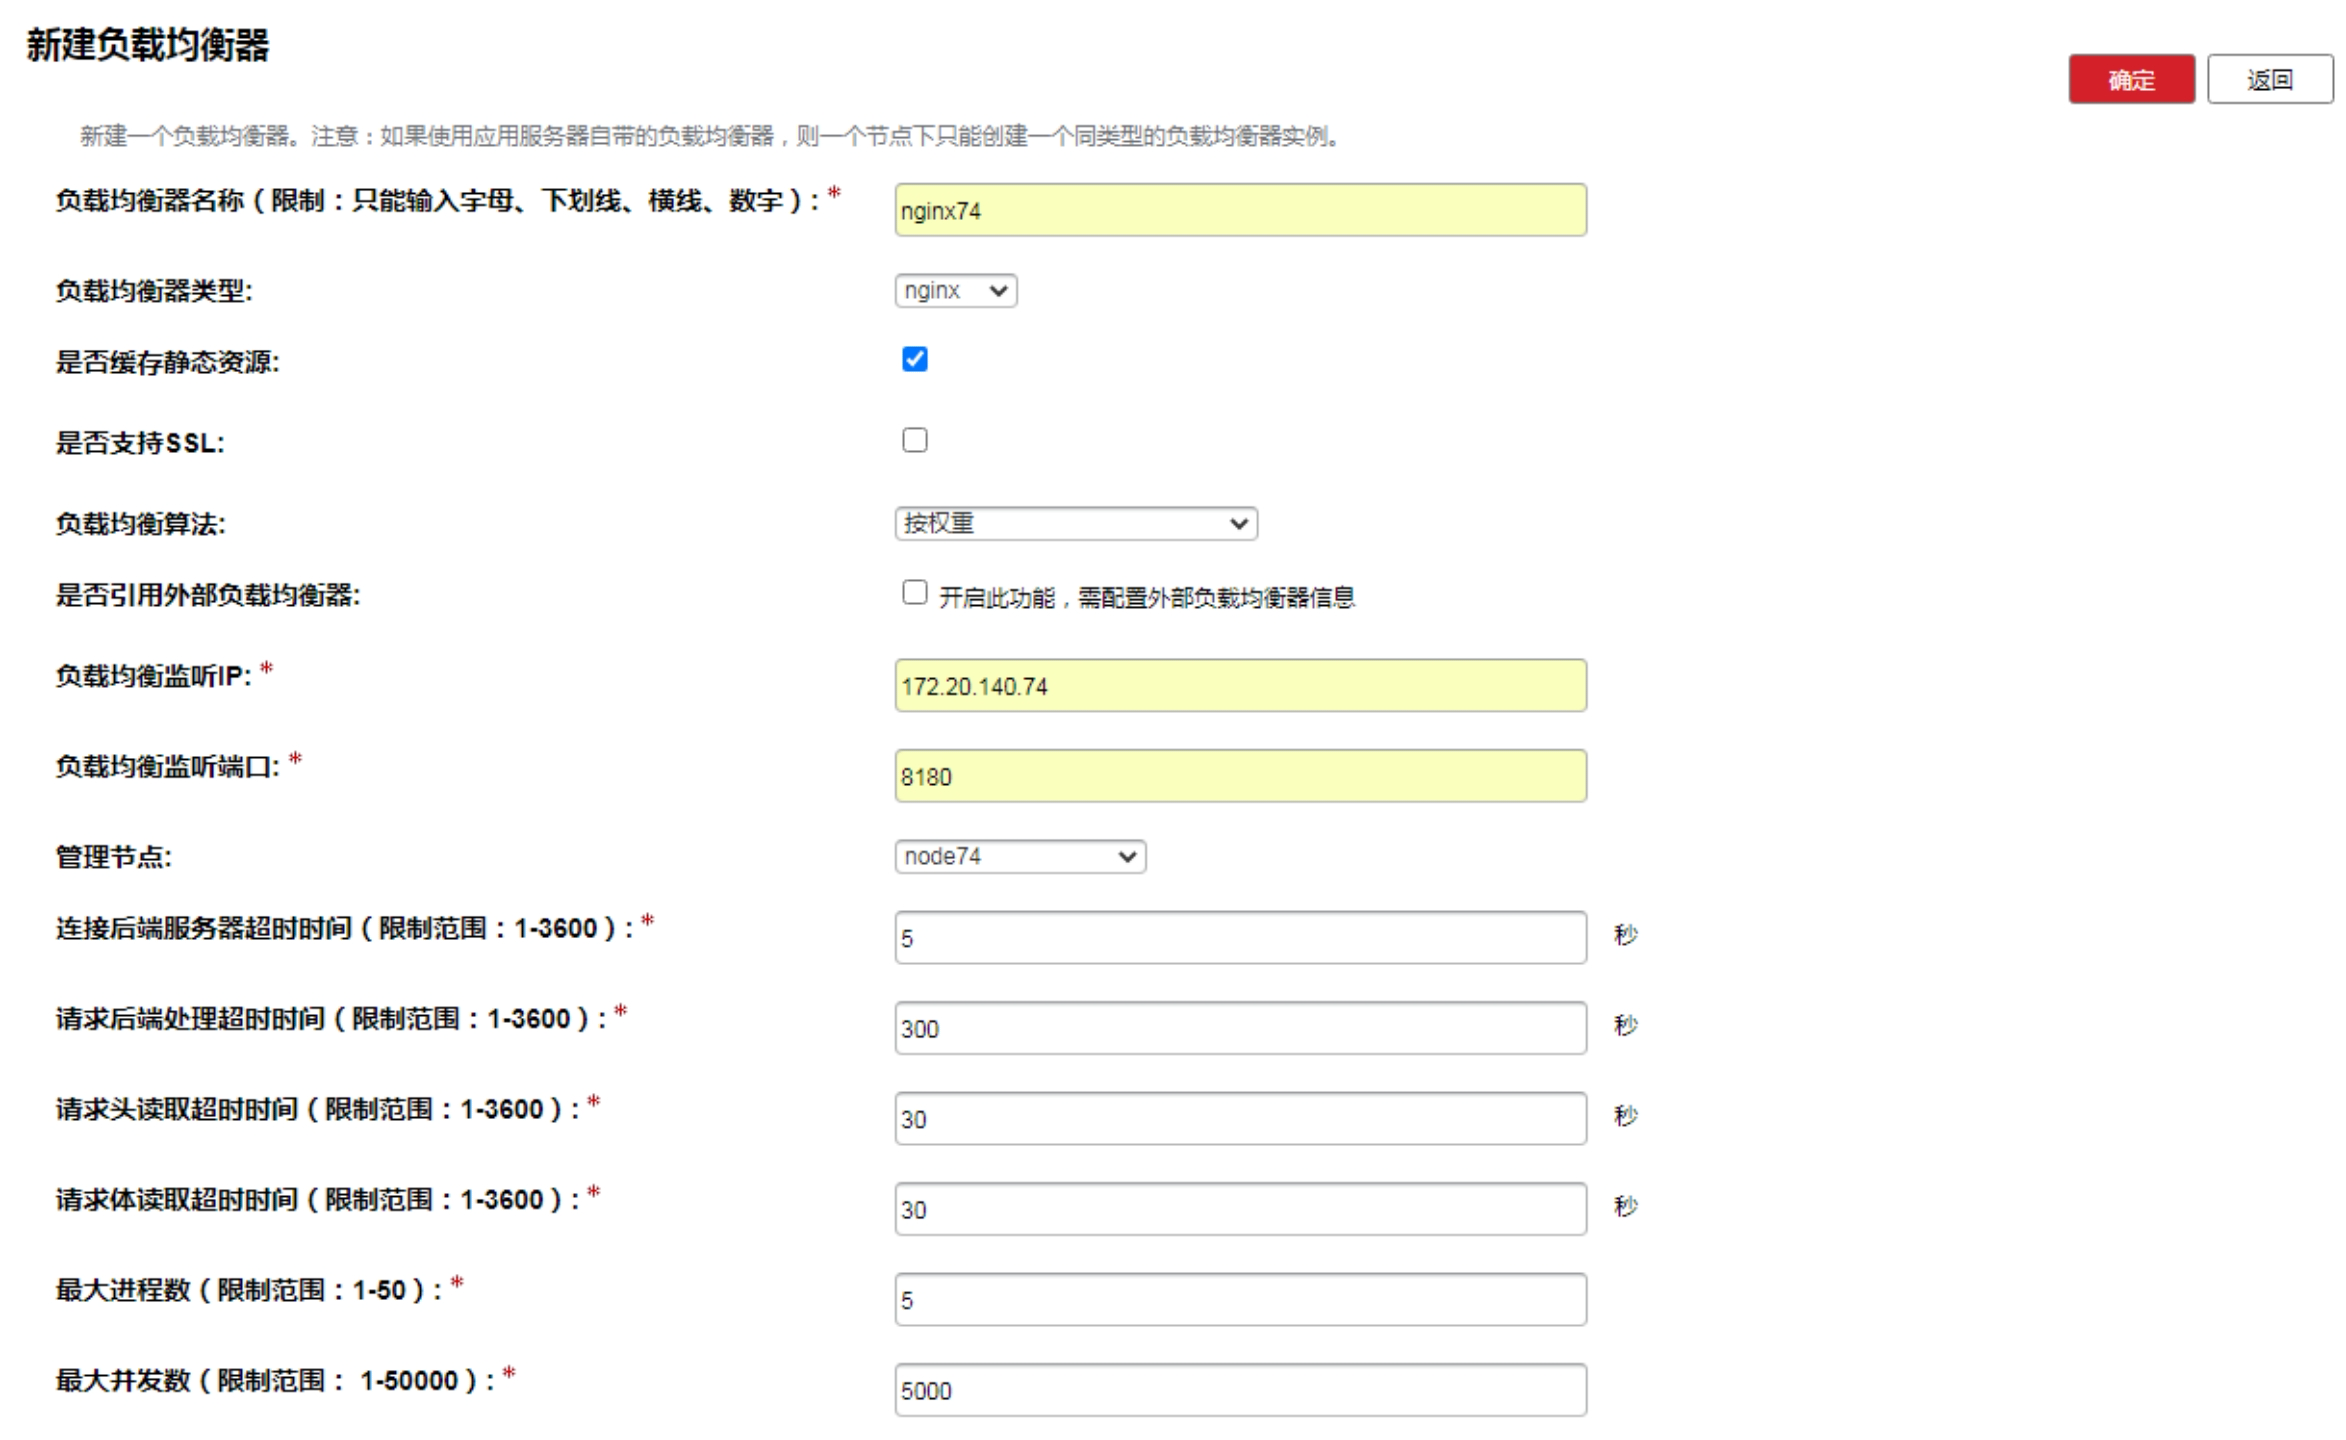 新建负载均衡器
确定 返回
新建一个负载均衡器。注意：如果使用应用服务器自带的负载均衡器，则一个节点下只能创建一个同类型的负载均衡器实例。
负载均衡器名称（限制：只能输入字母、下划线、横线、数字）：* nginx74
负载均衡器类型: nginx
是否缓存静态资源:
是否支持SSL:
负载均衡算法: 按权重
是否引用外部负载均衡器: 开启此功能，需配置外部负载均衡器信息
负载均衡监听IP: * 172.20.140.74
负载均衡监听端口: * 8180
管理节点: node74
连接后端服务器超时时间（限制范围：1-3600）：* 5 秒
请求后端处理超时时间（限制范围：1-3600）：* 300 秒
请求头读取超时时间（限制范围：1-3600）：* 30 秒
请求体读取超时时间（限制范围：1-3600）：* 30 秒
最大进程数（限制范围：1-50）：* 5
最大并发数（限制范围： 1-50000）：* 5000